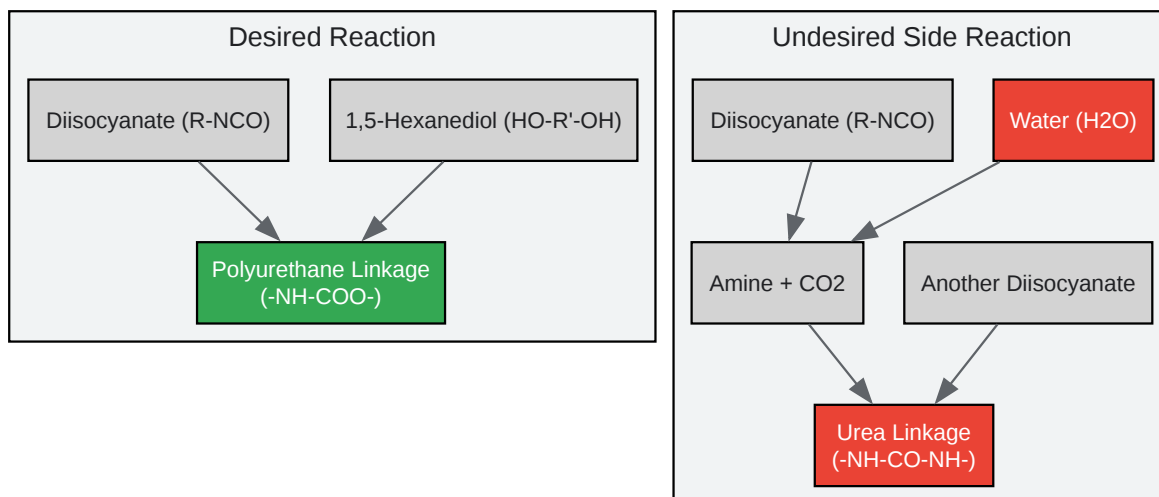 Desired Reaction
Diisocyanate (R-NCO)
1,5-Hexanediol (HO-R'-OH)
Polyurethane Linkage
(-NH-COO-)
Undesired Side Reaction
Diisocyanate (R-NCO)
Water (H2O)
Amine + CO2
Another Diisocyanate
Urea Linkage
(-NH-CO-NH-)